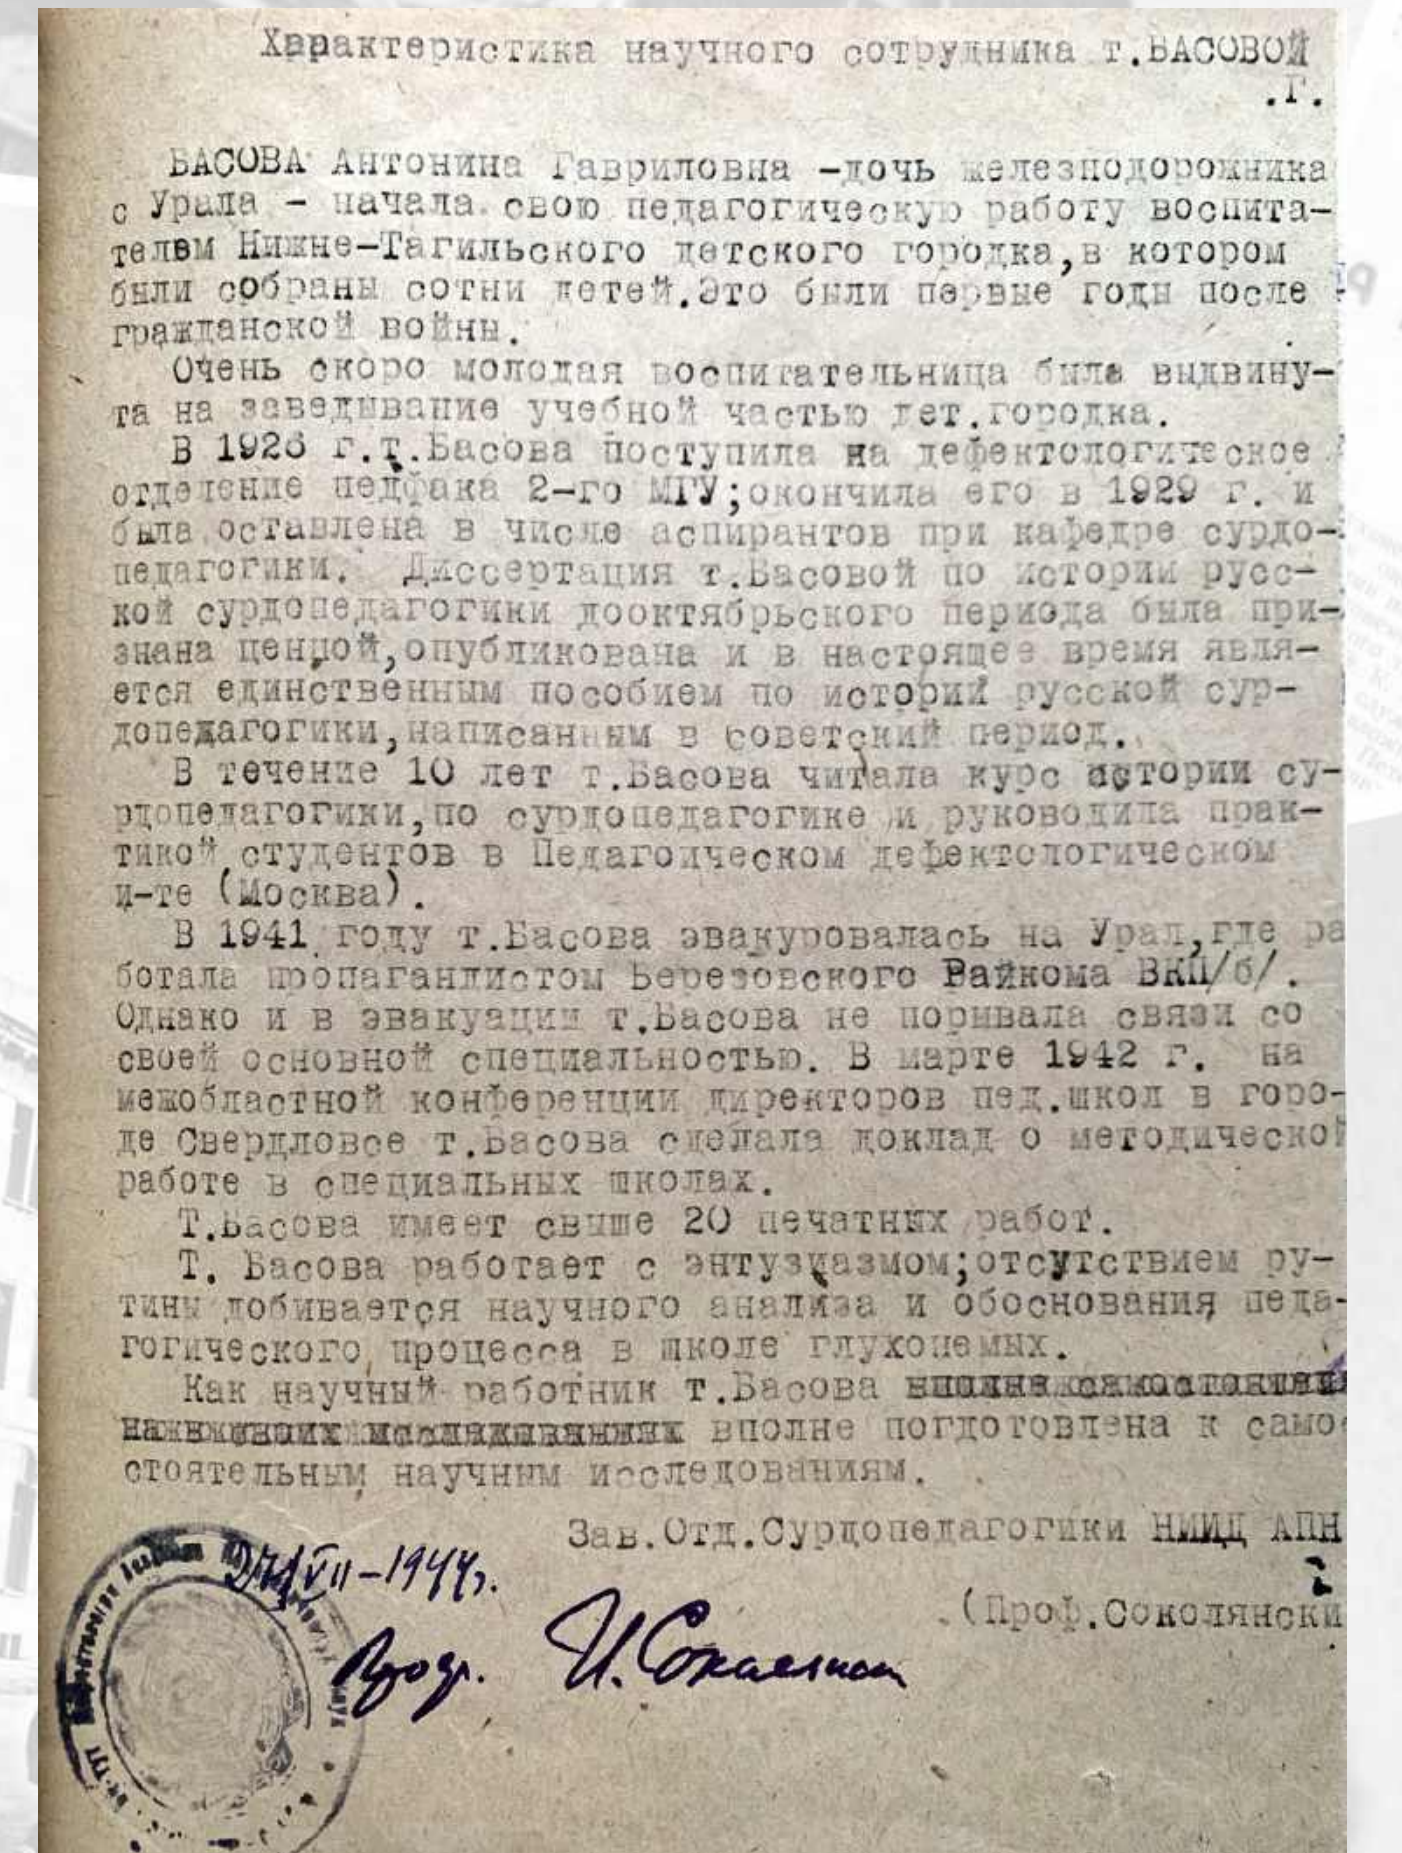 Характеристика научного сотрудника т.БАСОВОЙ
.Г.
БАСОВА Антонина Гавриловна -дочь железнодорожника
с Урала - начала свою педагогическую работу воспита-
телем Нижне-Тагильского детского городка,в котором
были собраны сотни детей.Это были первые годы после
гражданской войны.
Очень скоро молодая воспитательница была выдвину-
та на заведывание учебной частью дет.городка.
В 1926 г.т.Басова поступила на дефектологическое
отделение педфака 2-го МГУ;окончила его в 1929 г. и
была оставлена в числе аспирантов при кафедре сурдо-
педагогики. Диссертация т.Басовой по истории русс-
кой сурдопедагогики дооктябрьского периода была при-
знана ценной,опубликована и в настоящее время явля-
ется единственным пособием по истории русской сур-
допедагогики,написанным в советский период.
В течение 10 лет т.Басова читала курс истории су-
рдопедагогики,по сурдопедагогике и руководила прак-
тикой студентов в Педагоическом дефектологическом
и-те (Москва).
В 1941 году т.Басова эвакуровалась на Урал,где ра
ботала пропагандистом Березовского Райкома ВКП/б/.
Однако и в эвакуации т.Басова не порывала связи со
своей основной специальностью. В марте 1942 г. на
межобластной конференции директоров пед.школ в горо-
де Свердловсе т.Басова сделала доклад о методической
работе в специальных школах.
Т.Басова имеет свыше 20 печатных работ.
Т. Басова работает с энтузиазмом;отсутствием ру-
тины добивается научного анализа и обоснования педа-
гогического процесса в школе глухонемых.
Как научный работник т.Басова
вполне погдотовлена к само-
стоятельным научным исследованиям.
Зав.Отд.Сурдопедагогики НИИД АПН
(Проф.Соколянски
VII-1944г.
Проф. И. Соколянский